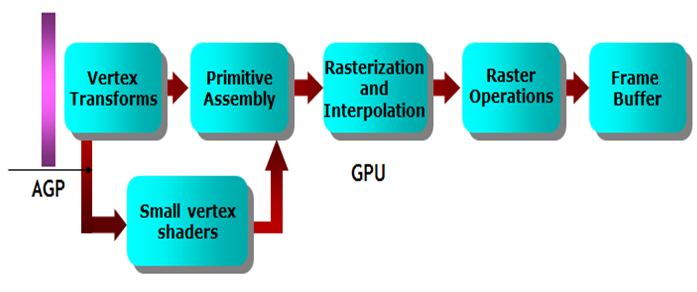 Vertex
Transforms
Primitive
Assembly
Rasterization
and
Interpolation
Raster
Operations
Frame
Buffer
AGP
GPU
Small vertex
shaders